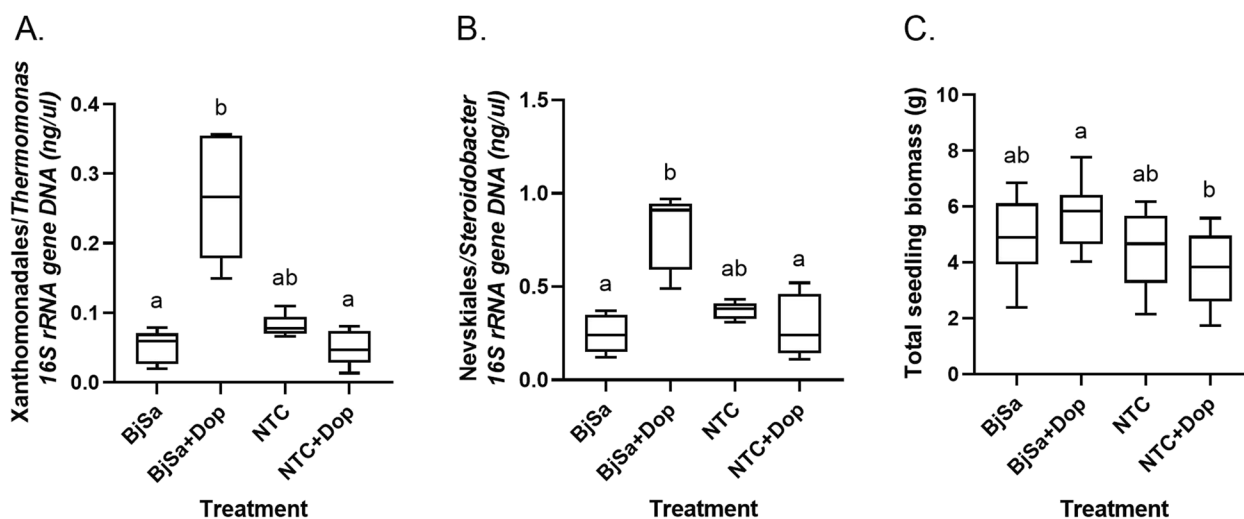 A.
Xanthomonadales/Thermomonas
16S rRNA gene DNA (ng/ul)
0.4
0.3
0.2
0.1
0.0
a
b
ab
a
BjSa
BjSa+Dop
NTC
NTC+Dop
Treatment
B.
Nevskiales/Steroidobacter
16S rRNA gene DNA (ng/ul)
1.5
1.0
0.5
0.0
a
b
ab
a
BjSa
BjSa+Dop
NTC
NTC+Dop
Treatment
C.
Total seedling biomass (g)
10
8
6
4
2
0
ab
a
ab
b
BjSa
BjSa+Dop
NTC
NTC+Dop
Treatment